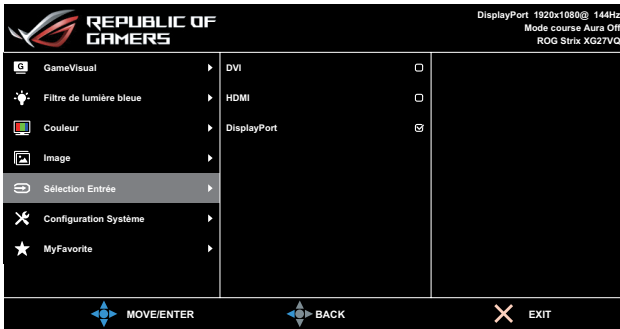 REPUBLIC OF
GAMERS
DisplayPort 1920x1080@ 144Hz
Mode course Aura Off
ROG Strix XG27VQ
G
GameVisual
Filtre de lumière bleue
Couleur
Image
Sélection Entrée
Configuration Système
MyFavorite
DVI
HDMI
DisplayPort
MOVE/ENTER
BACK
EXIT